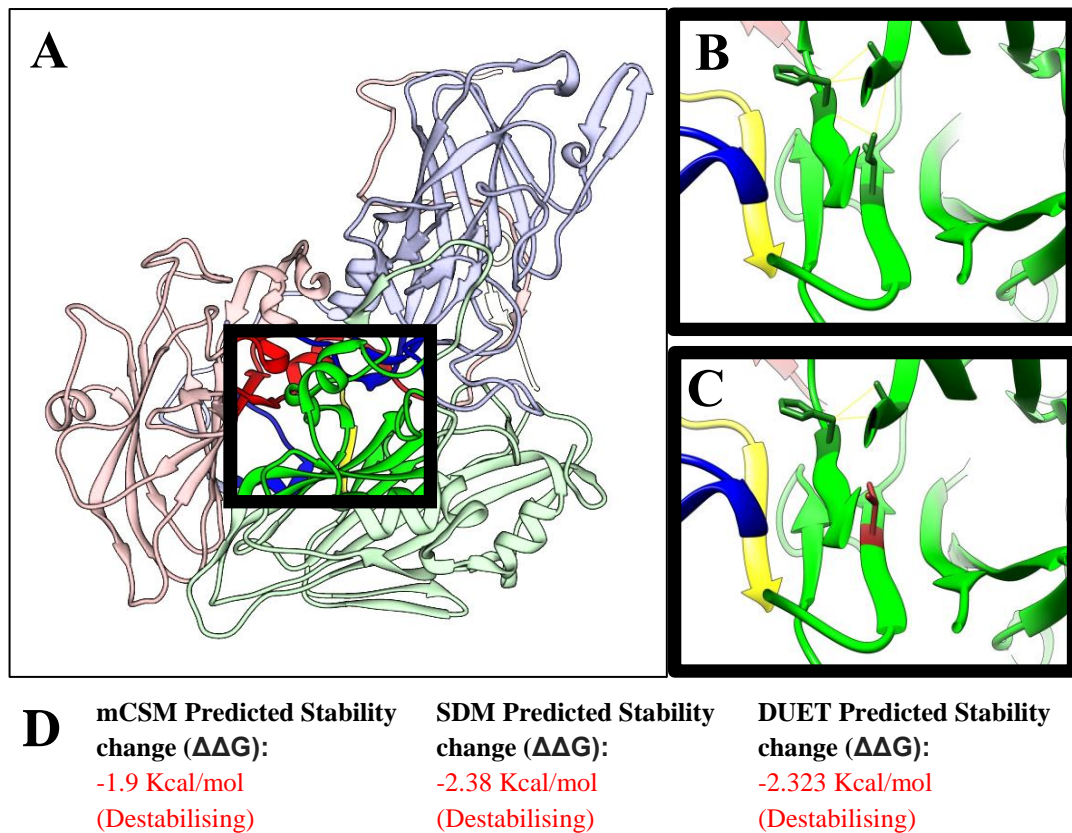 A
B
C
D
mCSM Predicted Stability
change (ΔΔG):
-1.9 Kcal/mol
(Destabilising)
SDM Predicted Stability
change (ΔΔG):
-2.38 Kcal/mol
(Destabilising)
DUET Predicted Stability
change (ΔΔG):
-2.323 Kcal/mol
(Destabilising)